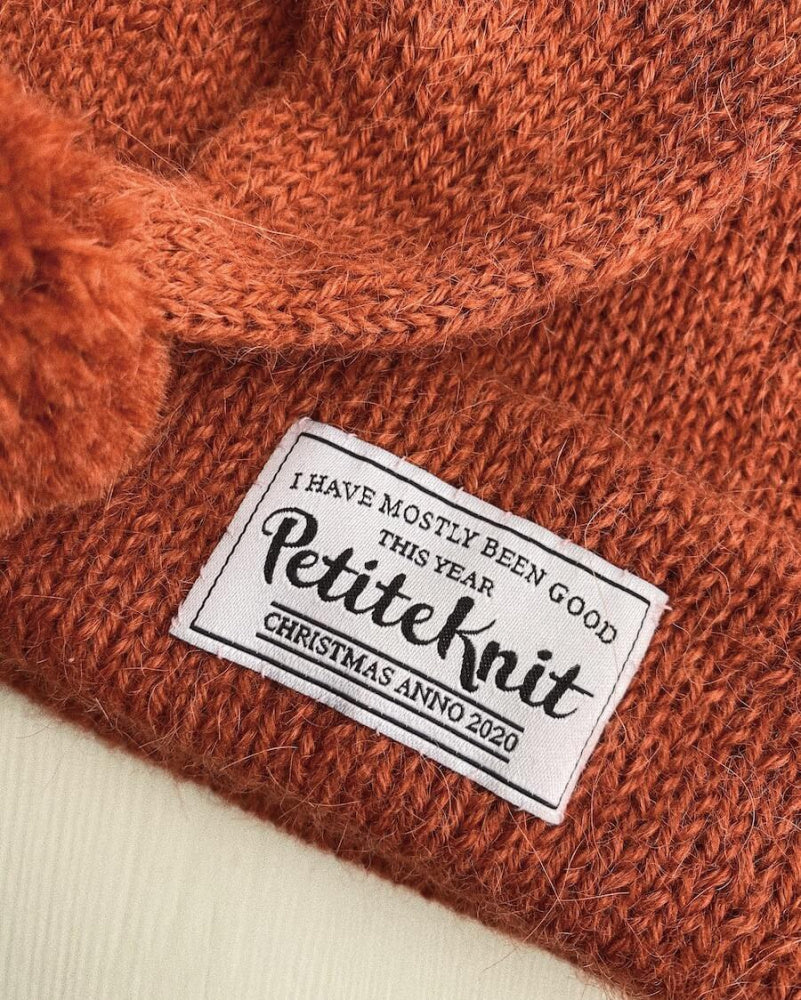 I HAVE MOSTLY BEEN GOOD
THIS YEAR
PetiteKnit
CHRISTMAS ANNO 2020